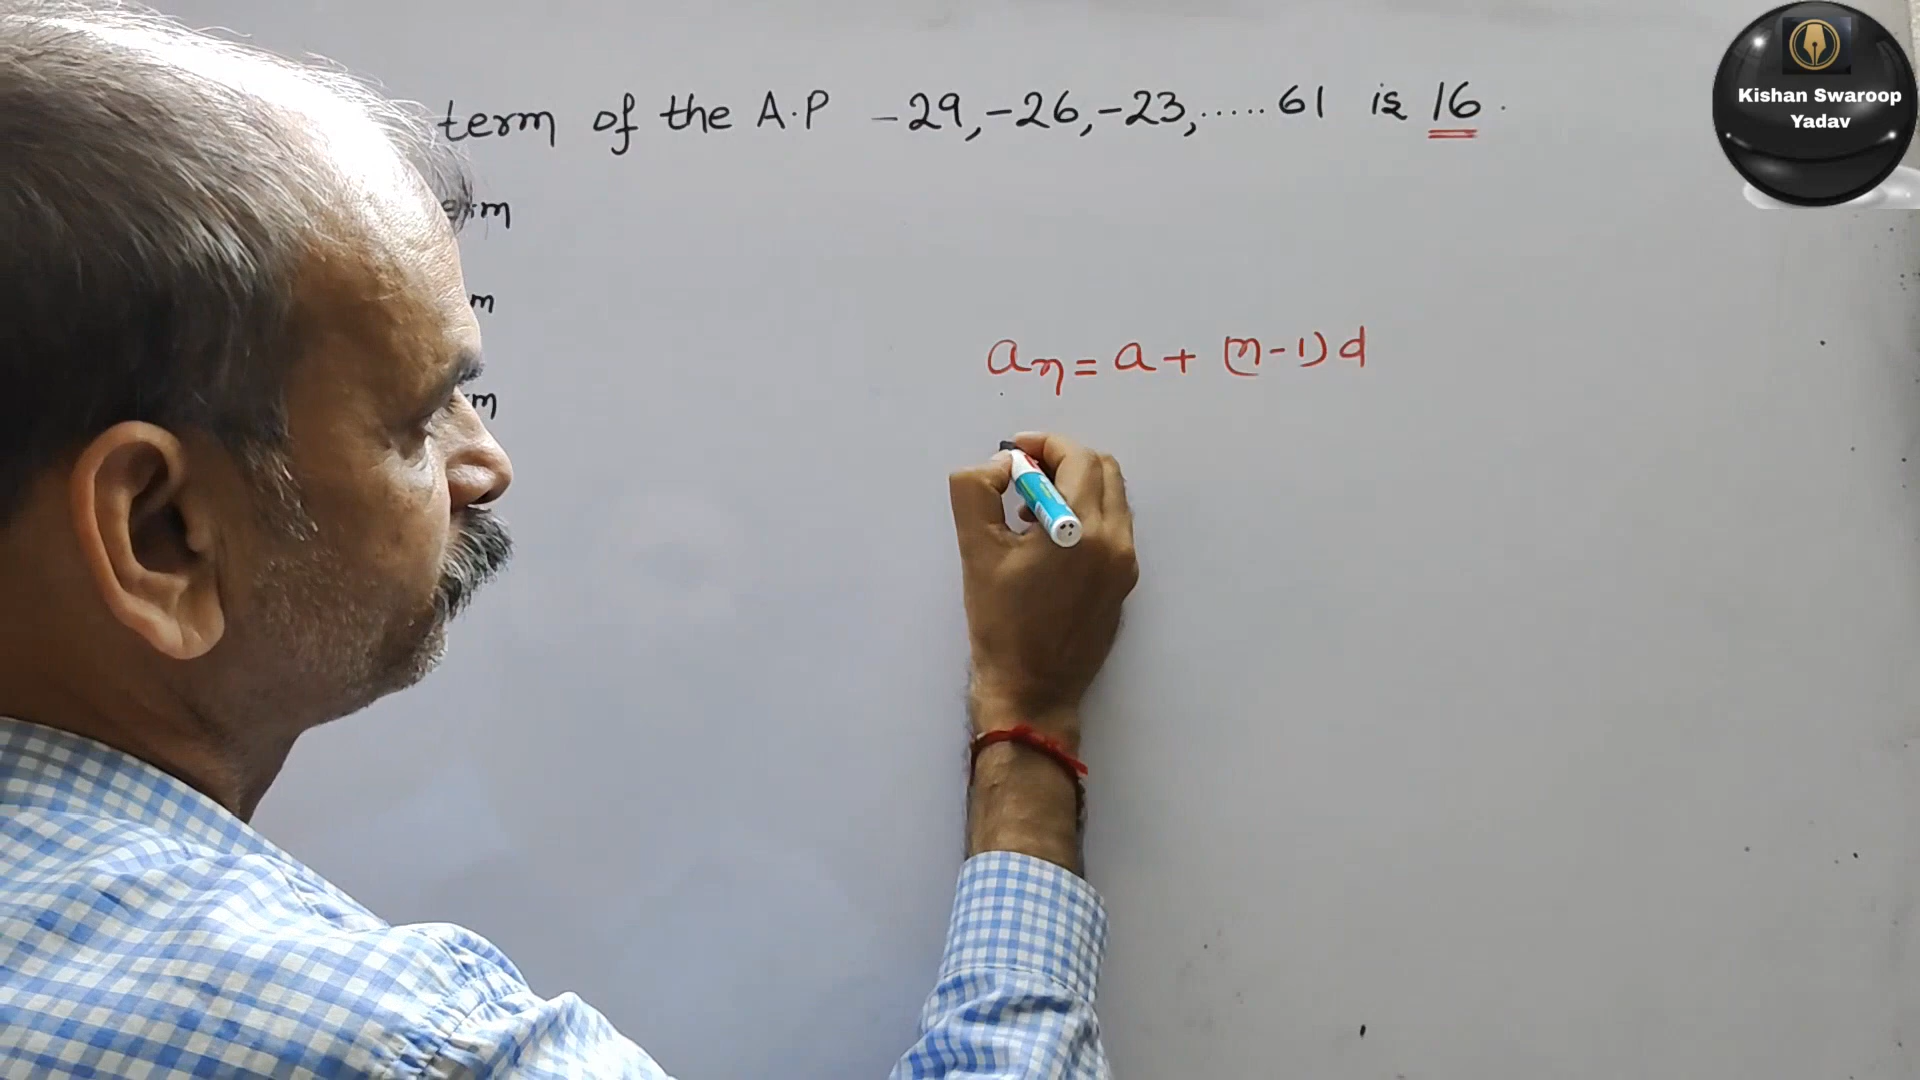 term of the A.P -29, -26, -23, ..... 61 is 16.
m
m
aₙ = a + (n-1) d
Kishan Swaroop
Yadav